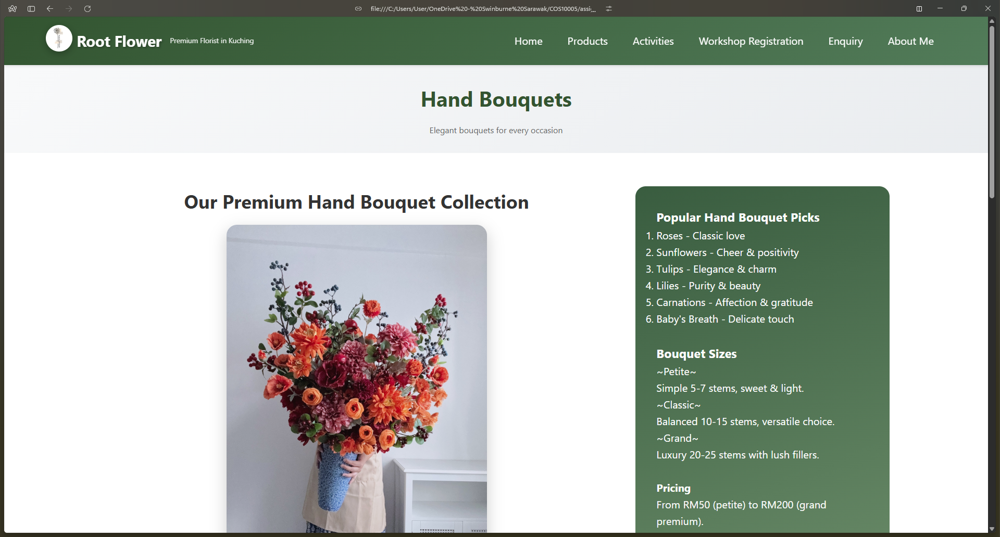 file:///C:/Users/User/OneDrive%20-%20Swinburne%20Sarawak/COS10005/assi...
Root Flower
Premium Florist in Kuching
Home
Products
Activities
Workshop Registration
Enquiry
About Me
Hand Bouquets
Elegant bouquets for every occasion
Our Premium Hand Bouquet Collection
Popular Hand Bouquet Picks
1. Roses - Classic love
2. Sunflowers - Cheer & positivity
3. Tulips - Elegance & charm
4. Lilies - Purity & beauty
5. Carnations - Affection & gratitude
6. Baby's Breath - Delicate touch
Bouquet Sizes
~Petite~
Simple 5-7 stems, sweet & light.
~Classic~
Balanced 10-15 stems, versatile choice.
~Grand~
Luxury 20-25 stems with lush fillers.
Pricing
From RM50 (petite) to RM200 (grand
premium).